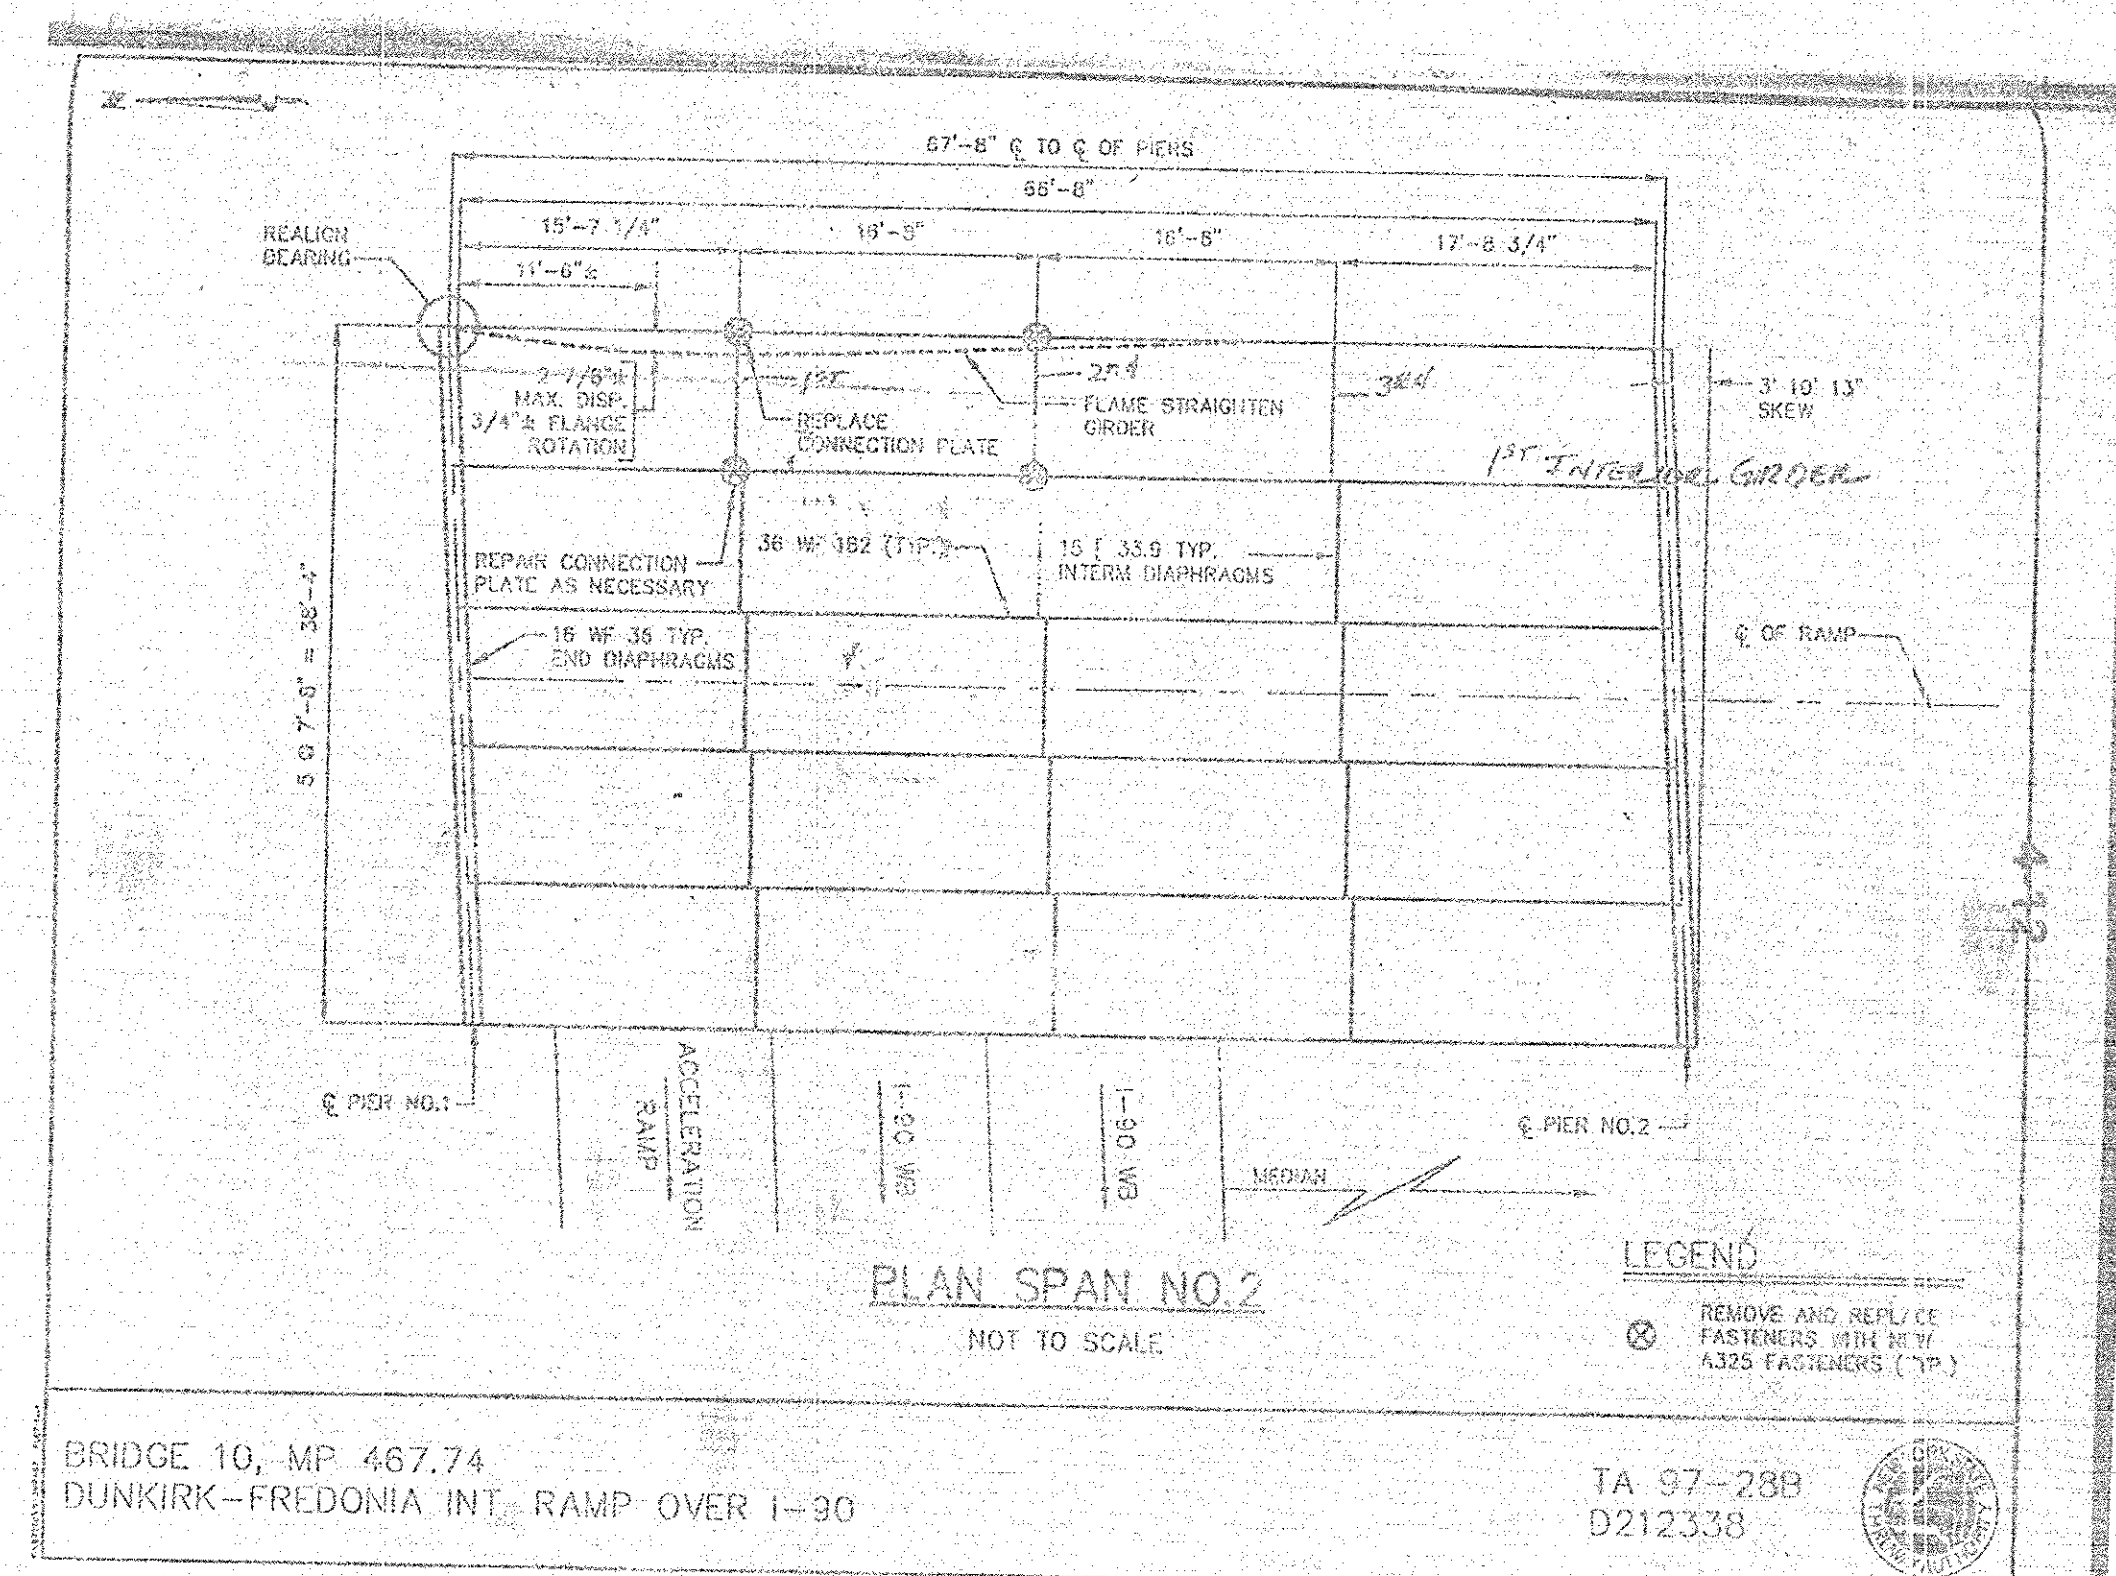 67'-8" ℄ TO ℄ OF PIERS
66'-8"
15'-7 1/4"
16'-8"
16'-8"
17'-8 3/4"
11'-6"±
REALIGN
BEARING
2 7/8"±
MAX. DISP.
3/4"± FLANGE
ROTATION
1ST
REPLACE
CONNECTION PLATE
2nd
FLAME STRAIGHTEN
GIRDER
3rd
3° 10' 13"
SKEW
1ST INTERIOR GIRDER
REPAIR CONNECTION
PLATE AS NECESSARY
36 WF 182 (TYP.)
15 [ 33.9 TYP.
INTERM DIAPHRAGMS
16 WF 36 TYP.
END DIAPHRAGMS
5 @ 7'-8" = 38'-4"
℄ OF RAMP
412
℄ PIER NO.1
ACCELERATION
RAMP
I-90 WB
I-90 WB
MEDIAN
℄ PIER NO.2
PLAN SPAN NO.2
NOT TO SCALE
LEGEND
REMOVE AND REPLACE
FASTENERS WITH NEW
A325 FASTENERS (TYP.)
BRIDGE 10, MP 467.74
DUNKIRK-FREDONIA INT. RAMP OVER I-90
TA 97-28B
D212338